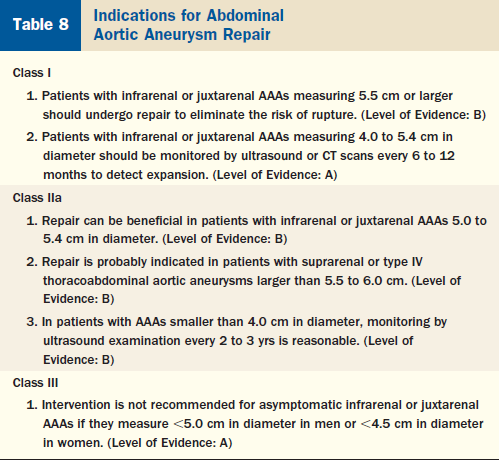 Table 8
Indications for Abdominal
Aortic Aneurysm Repair
Class I
1. Patients with infrarenal or juxtarenal AAAs measuring 5.5 cm or larger
should undergo repair to eliminate the risk of rupture. (Level of Evidence: B)
2. Patients with infrarenal or juxtarenal AAAs measuring 4.0 to 5.4 cm in
diameter should be monitored by ultrasound or CT scans every 6 to 12
months to detect expansion. (Level of Evidence: A)
Class IIa
1. Repair can be beneficial in patients with infrarenal or juxtarenal AAAs 5.0 to
5.4 cm in diameter. (Level of Evidence: B)
2. Repair is probably indicated in patients with suprarenal or type IV
thoracoabdominal aortic aneurysms larger than 5.5 to 6.0 cm. (Level of
Evidence: B)
3. In patients with AAAs smaller than 4.0 cm in diameter, monitoring by
ultrasound examination every 2 to 3 yrs is reasonable. (Level of
Evidence: B)
Class III
1. Intervention is not recommended for asymptomatic infrarenal or juxtarenal
AAAs if they measure <5.0 cm in diameter in men or <4.5 cm in diameter
in women. (Level of Evidence: A)